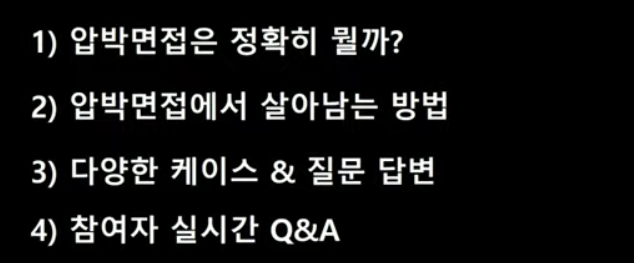 1) 압박면접은 정확히 뭘까?
2) 압박면접에서 살아남는 방법
3) 다양한 케이스 & 질문 답변
4) 참여자 실시간 Q&A